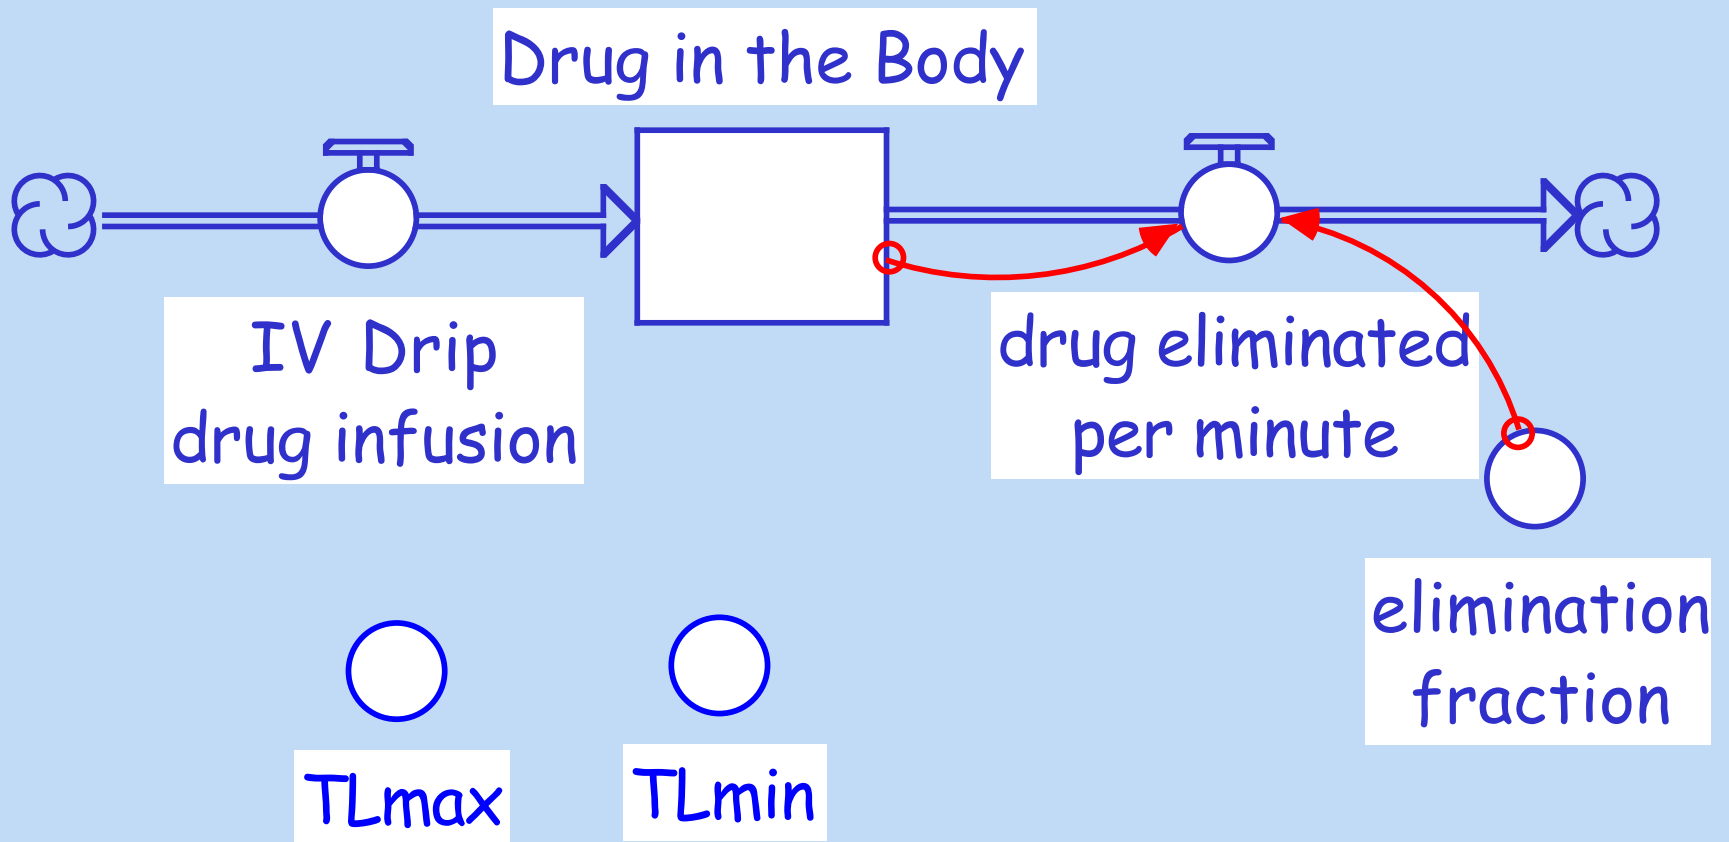 Drug in the Body
IV Drip
drug infusion
drug eliminated
per minute
elimination
fraction
TLmax
TLmin